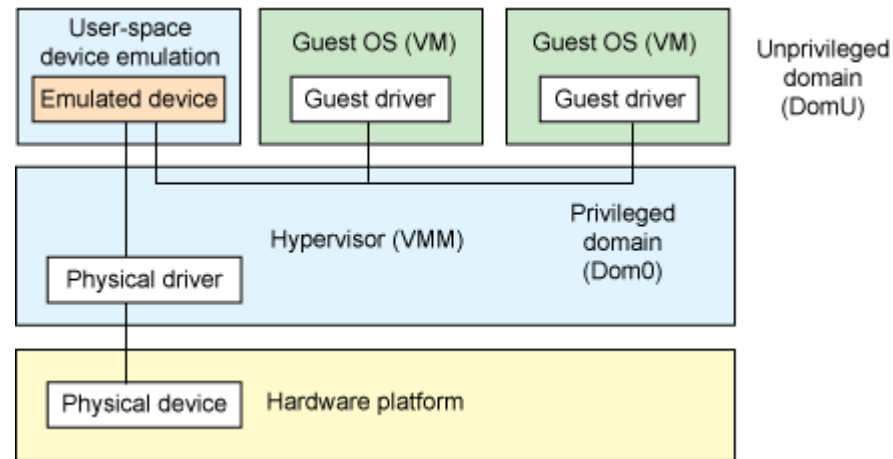 User-space
device emulation
Emulated device
Guest OS (VM)
Guest driver
Guest OS (VM)
Guest driver
Unprivileged
domain
(DomU)
Hypervisor (VMM)
Privileged
domain
(Dom0)
Physical driver
Physical device
Hardware platform